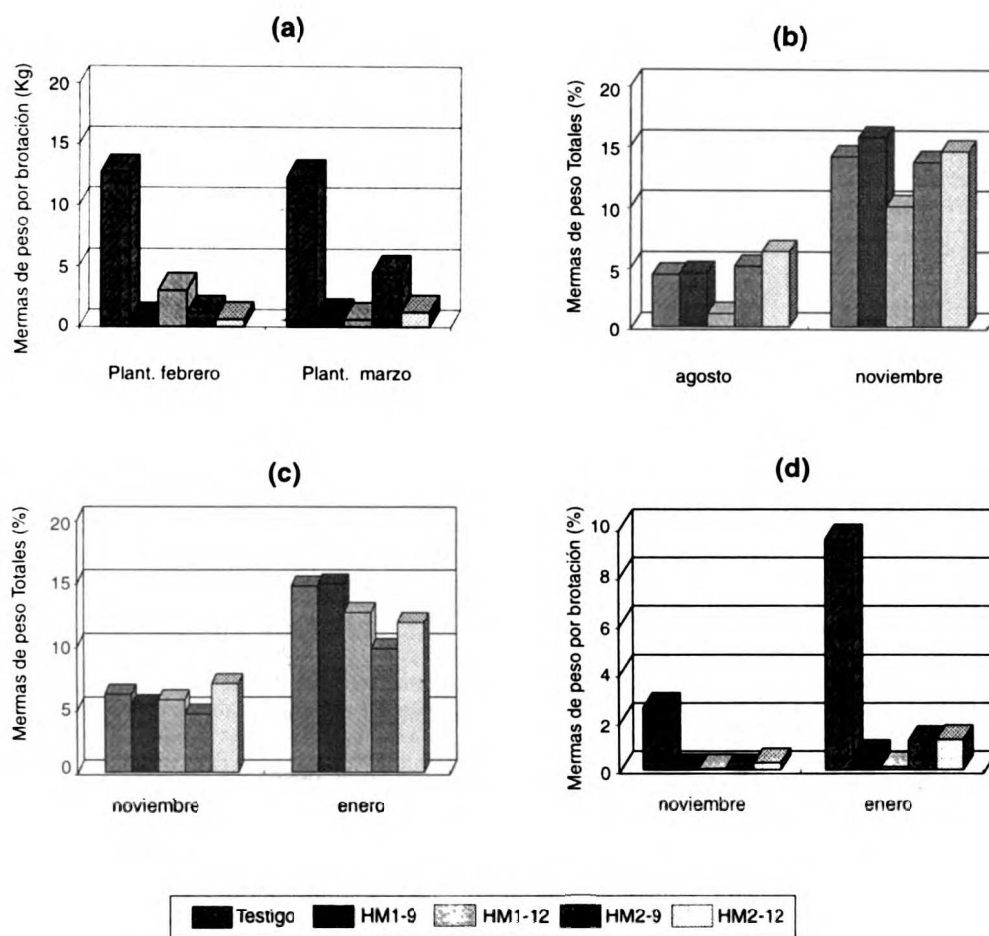 (a)
Mermas de peso por brotación (Kg)
20
15
10
5
0
Plant. febrero
Plant. marzo
(b)
Mermas de peso Totales (%)
20
15
10
5
0
agosto
noviembre
(c)
Mermas de peso Totales (%)
20
15
10
5
0
noviembre
enero
(d)
Mermas de peso por brotación (%)
10
8
6
4
2
0
noviembre
enero
Testigo HM1-9 HM1-12 HM2-9 HM2-12